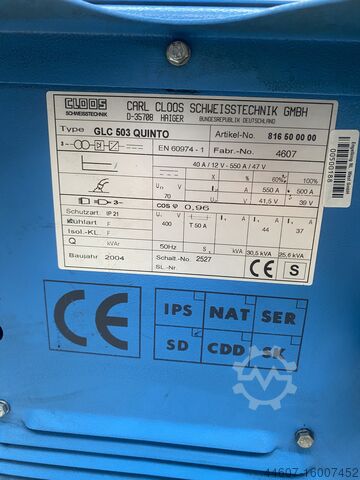 CLOOS
SCHWEISSTECHNIK
CARL CLOOS SCHWEISSTECHNIK GMBH
D-35708 HAIGER BUNDESREPUBLIK DEUTSCHLAND
Type GLC 503 QUINTO Artikel-No. 816 50 00 00
EN 60974-1 Fabr.-No. 4607
40 A / 12 V - 550 A / 47 V
X 60% 100%
U₀ V 70 I₂ A 550 A 500 A
U₂ V 41,5 V 39 V
3~ cos φ 0,96
Schutzart IP 21 U₁ V 400 T 50 A I₁ A 44 I₁ A 37
Kühlart F
Isol.-KL. F
Q kVAr 50Hz S₁ 30,5 kVA 25,6 kVA
Baujahr 2004 Schalt.-No. 2527
SL.-Nr. CE S
00500188
CE
IPS NAT SER
SD CDD SK
44607-16007452